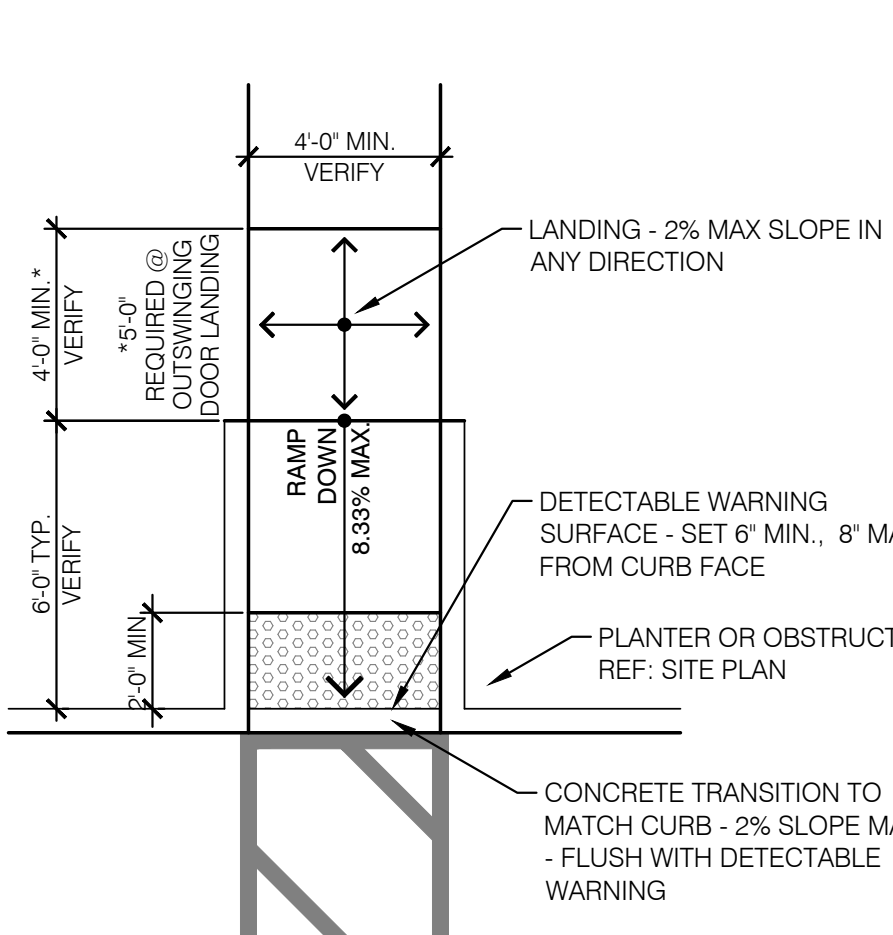 4'-0" MIN.
VERIFY
LANDING - 2% MAX SLOPE IN
ANY DIRECTION
4'-0" MIN.*
VERIFY
*5'-0"
REQUIRED @
OUTSWINGING
DOOR LANDING
RAMP
DOWN
8.33% MAX.
6'-0" TYP.
VERIFY
2'-0" MIN
DETECTABLE WARNING
SURFACE - SET 6" MIN., 8" MA
FROM CURB FACE
PLANTER OR OBSTRUCT
REF: SITE PLAN
CONCRETE TRANSITION TO
MATCH CURB - 2% SLOPE MA
- FLUSH WITH DETECTABLE
WARNING